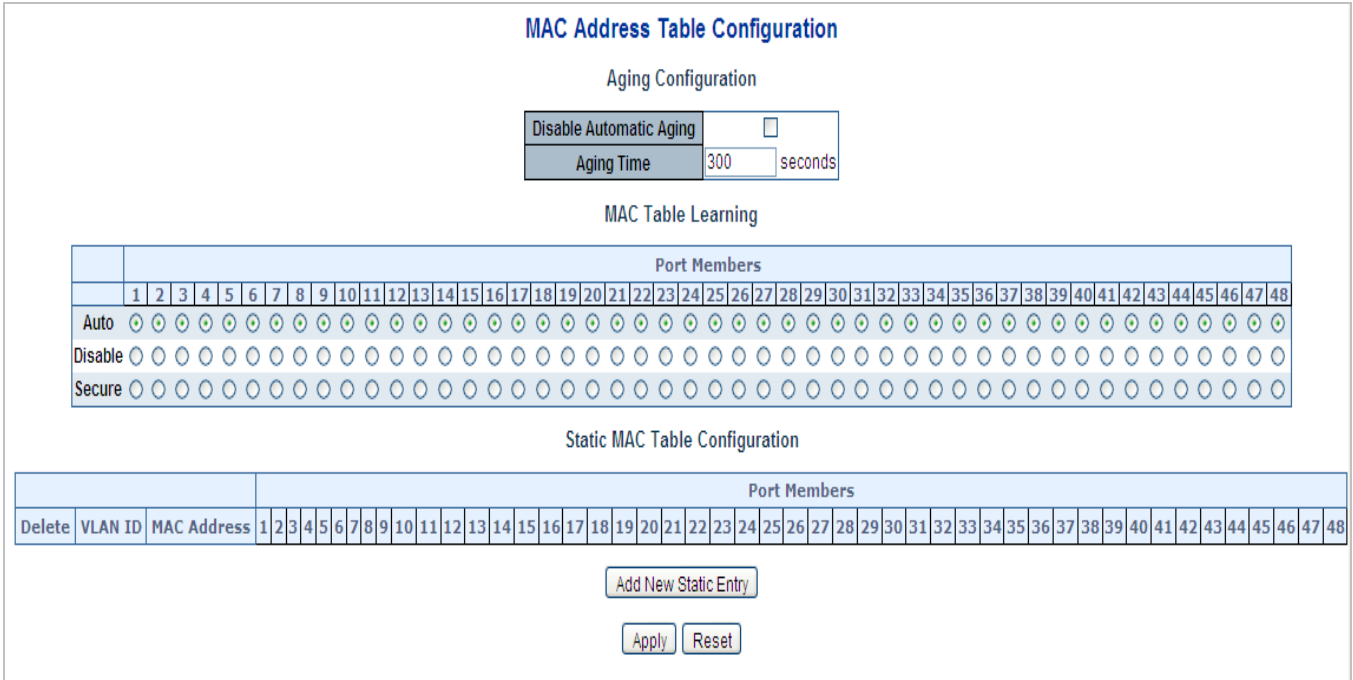 MAC Address Table Configuration
Aging Configuration
Disable Automatic Aging
Aging Time 300 seconds
MAC Table Learning
Port Members
1 2 3 4 5 6 7 8 9 10 11 12 13 14 15 16 17 18 19 20 21 22 23 24 25 26 27 28 29 30 31 32 33 34 35 36 37 38 39 40 41 42 43 44 45 46 47 48
Auto
Disable
Secure
Static MAC Table Configuration
Port Members
Delete VLAN ID MAC Address 1 2 3 4 5 6 7 8 9 10 11 12 13 14 15 16 17 18 19 20 21 22 23 24 25 26 27 28 29 30 31 32 33 34 35 36 37 38 39 40 41 42 43 44 45 46 47 48
Add New Static Entry
Apply Reset